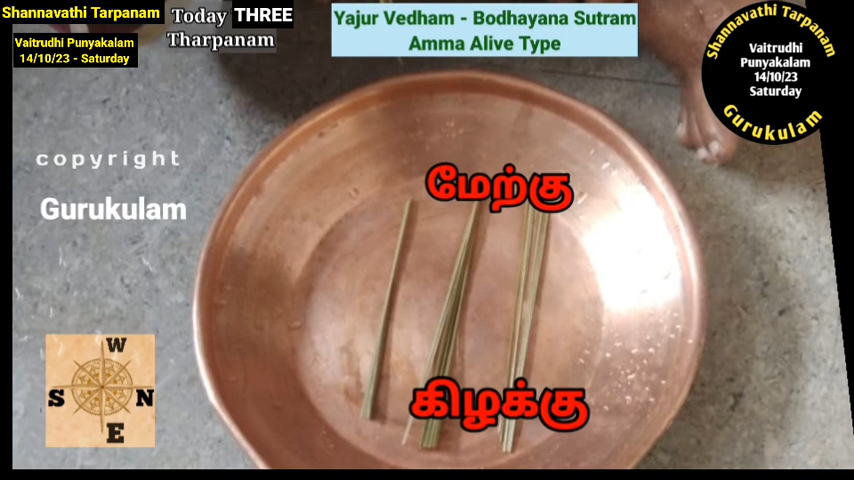 Shannavathi Tarpanam
Today THREE
Tharpanam
Vaitrudhi Punyakalam
14/10/23 - Saturday
Yajur Vedham - Bodhayana Sutram
Amma Alive Type
Shannavathi Tarpanam
Vaitrudhi
Punyakalam
14/10/23
Saturday
Gurukulam
copyright
Gurukulam
மேற்கு
கிழக்கு
W
S N
E